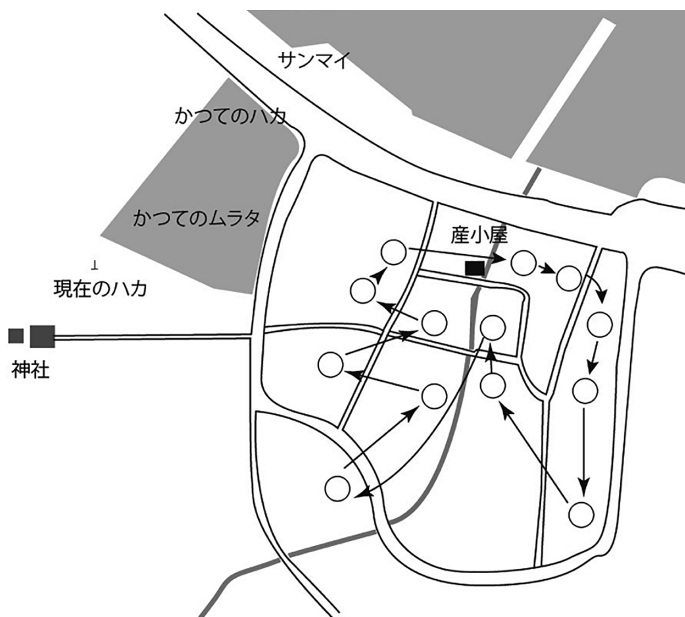 サンマイ
かつてのハカ
かつてのムラタ
産小屋
現在のハカ
神社